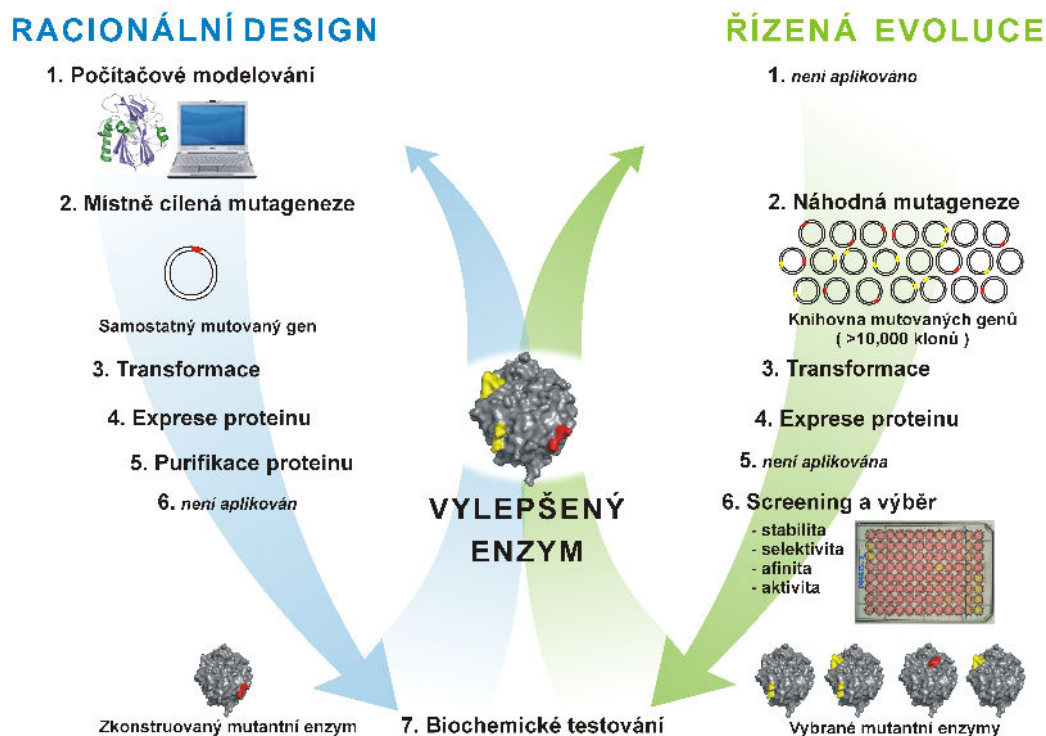 RACIONÁLNÍ DESIGN
1. Počítačové modelování
2. Místně cílená mutageneze
Samostatný mutovaný gen
3. Transformace
4. Exprese proteinu
5. Purifikace proteinu
6. není aplikován
Zkonstruovaný mutantní enzym
VYLEPŠENÝ
ENZYM
7. Biochemické testování
ŘÍZENÁ EVOLUCE
1. není aplikováno
2. Náhodná mutageneze
Knihovna mutovaných genů
( >10,000 klonů )
3. Transformace
4. Exprese proteinu
5. není aplikována
6. Screening a výběr
- stabilita
- selektivita
- afinita
- aktivita
Vybrané mutantní enzymy